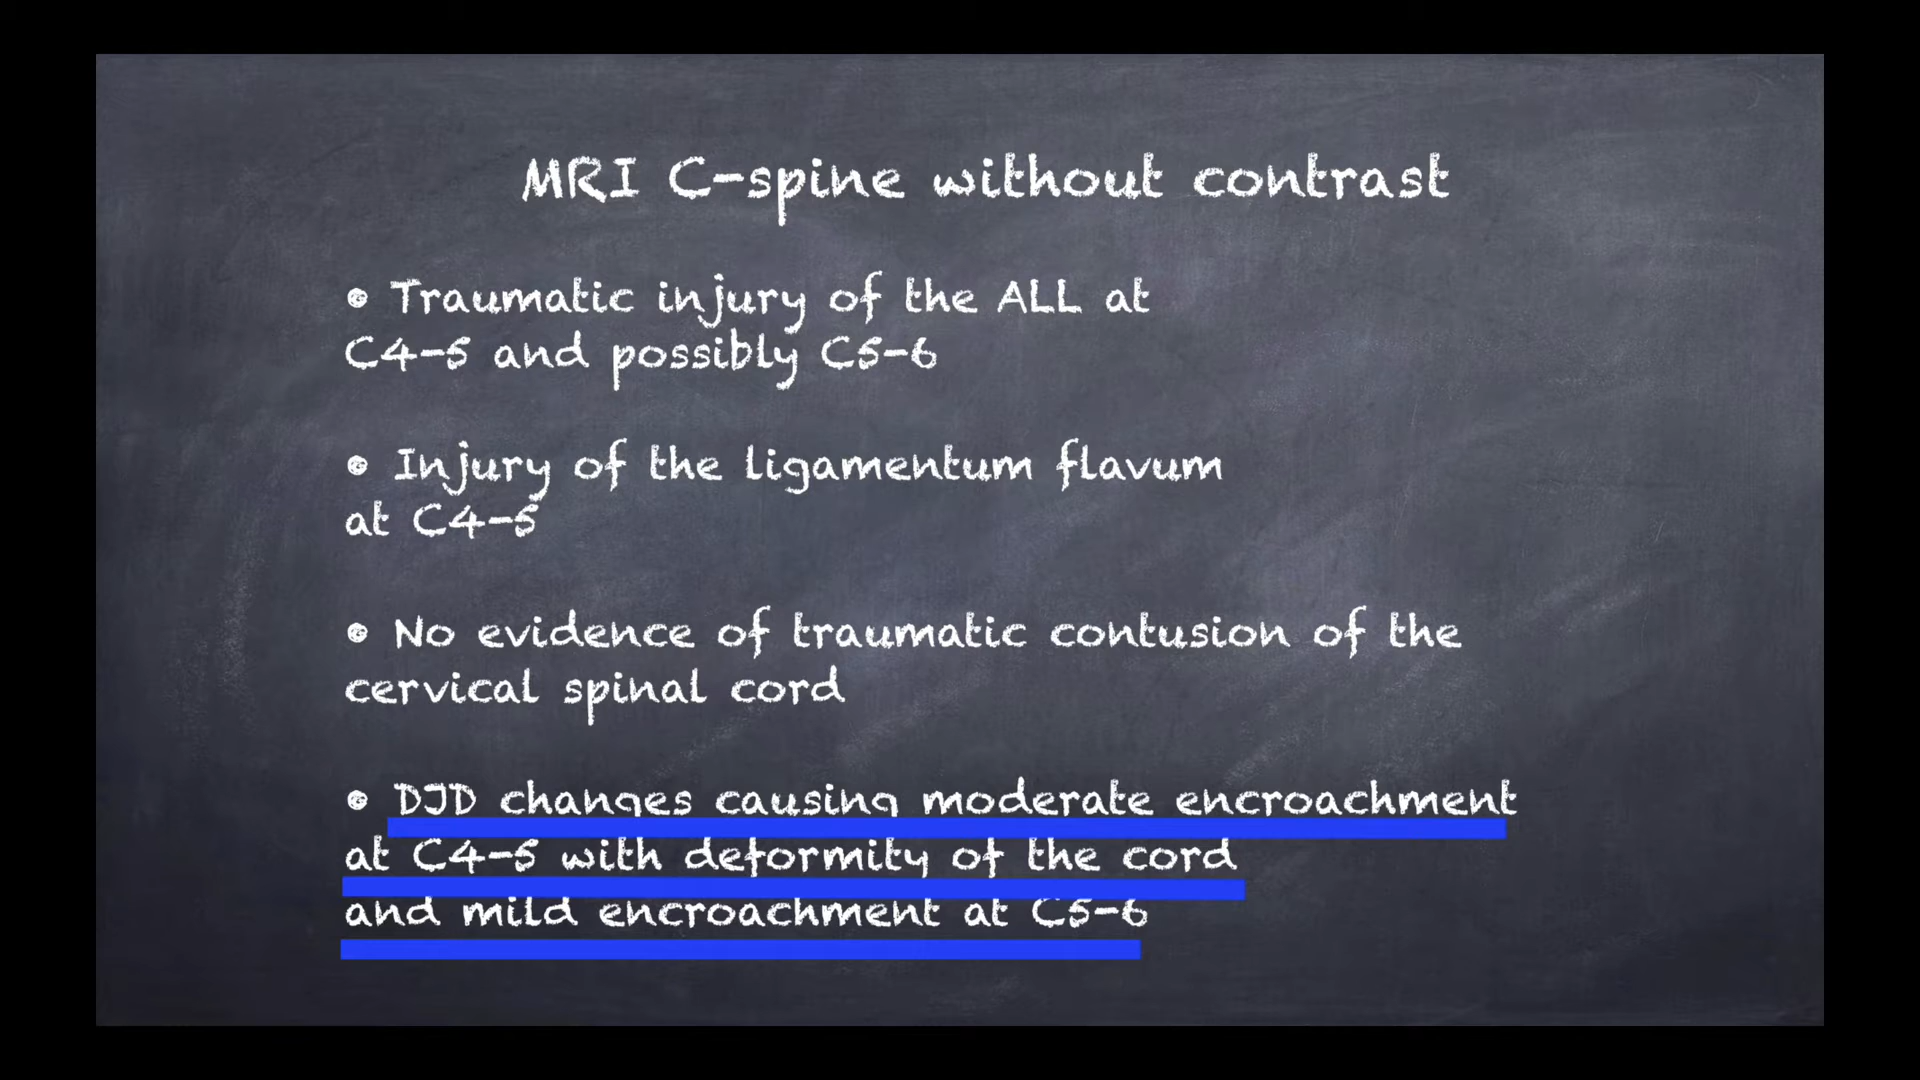 MRI C-spine without contrast
• Traumatic injury of the ALL at
C4-5 and possibly C5-6
• Injury of the ligamentum flavum
at C4-5
• No evidence of traumatic contusion of the
cervical spinal cord
• DJD changes causing moderate encroachment
at C4-5 with deformity of the cord
and mild encroachment at C5-6